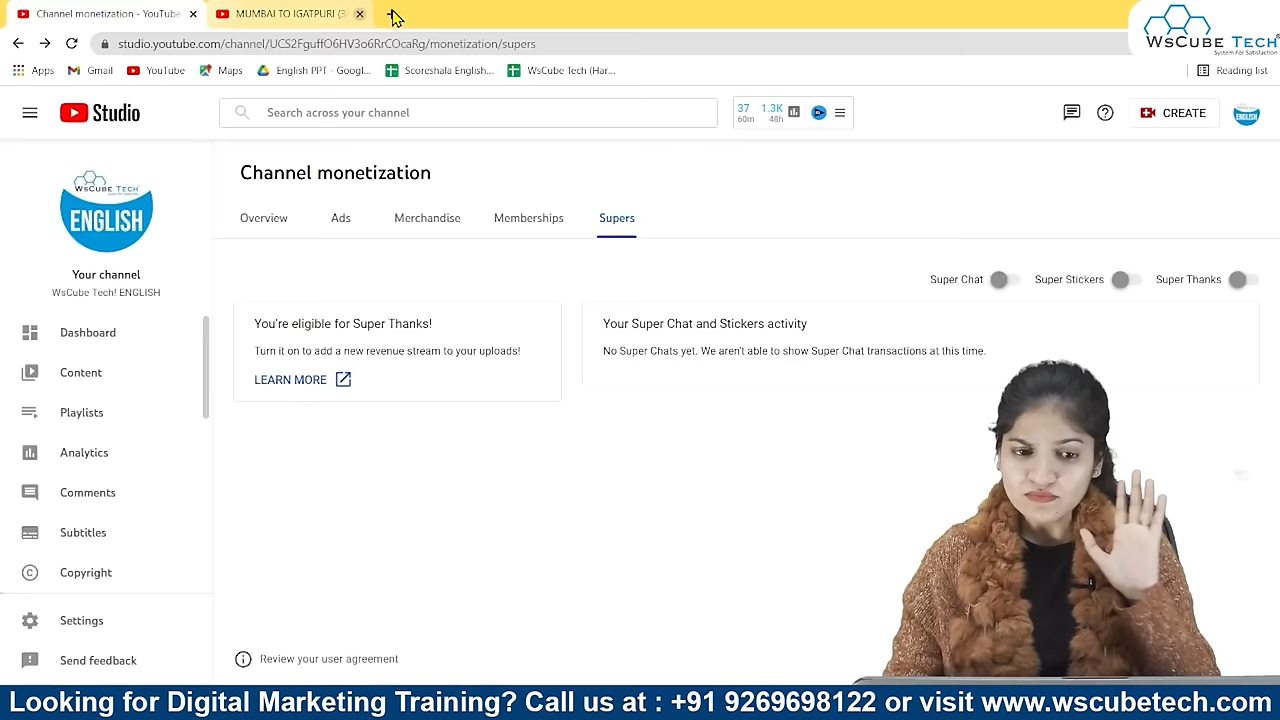 Channel monetization - YouTube
MUMBAI TO IGATPURI (3
studio.youtube.com/channel/UCS2FguffO6HV3o6RrCOcaRg/monetization/supers
Apps Gmail YouTube Maps English PPT - Googl... Scoreshala English... WsCube Tech (Har... Reading list
WsCube Tech
System For Satisfaction
Studio
Search across your channel
37 1.3K
60m 48h
CREATE
ENGLISH
WsCube Tech
ENGLISH
Your channel
WsCube Tech! ENGLISH
Dashboard
Content
Playlists
Analytics
Comments
Subtitles
Copyright
Settings
Send feedback
Channel monetization
Overview Ads Merchandise Memberships Supers
Super Chat Super Stickers Super Thanks
You're eligible for Super Thanks!
Turn it on to add a new revenue stream to your uploads!
LEARN MORE
Your Super Chat and Stickers activity
No Super Chats yet. We aren't able to show Super Chat transactions at this time.
Review your user agreement
Looking for Digital Marketing Training? Call us at : +91 9269698122 or visit www.wscubetech.com